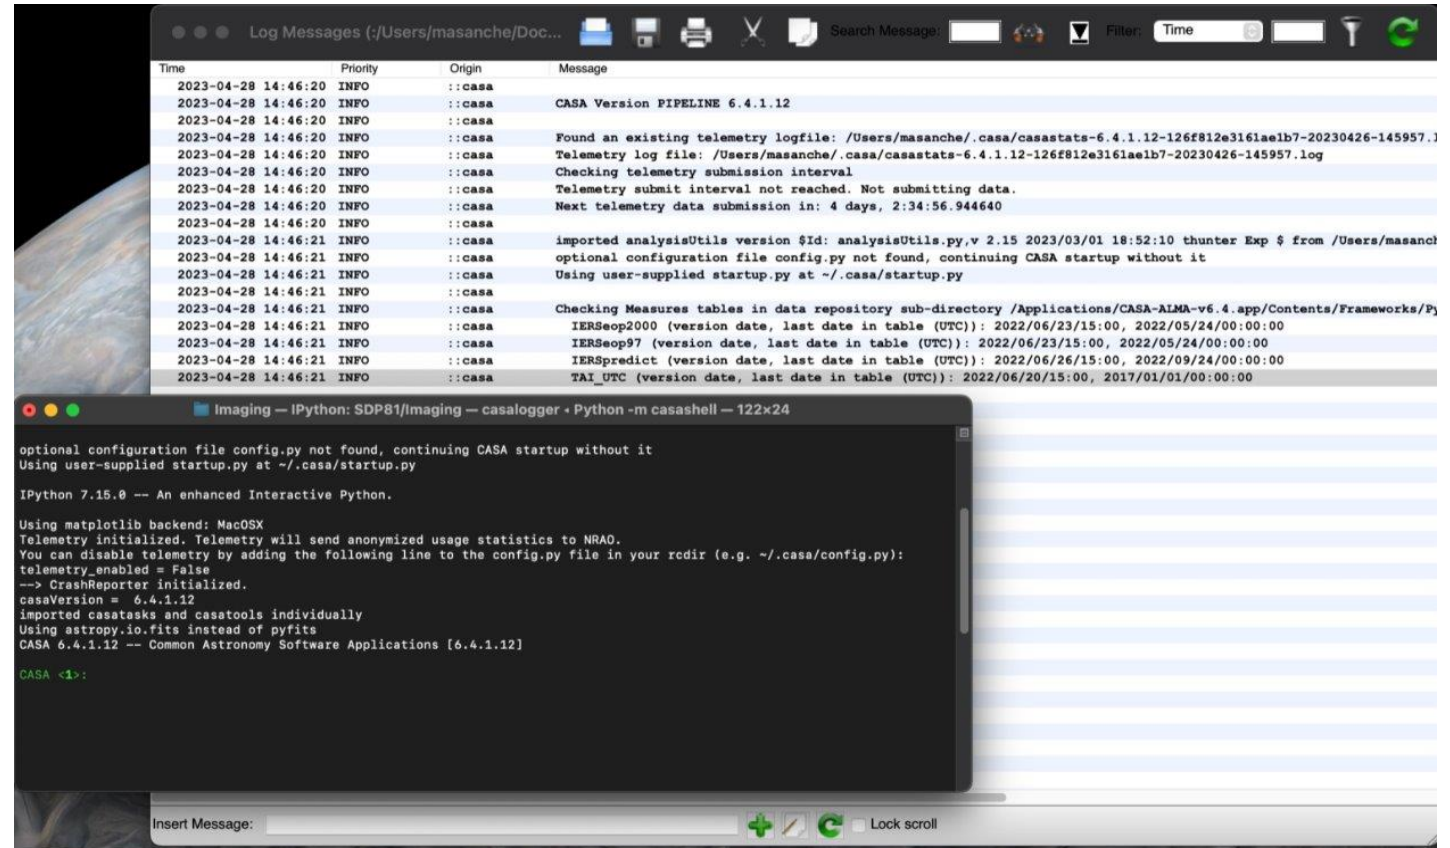 Log Messages (:/Users/masanche/Doc...
Search Message:
Filter:
Time
Time Priority Origin Message
2023-04-28 14:46:20 INFO ::casa
2023-04-28 14:46:20 INFO ::casa CASA Version PIPELINE 6.4.1.12
2023-04-28 14:46:20 INFO ::casa
2023-04-28 14:46:20 INFO ::casa Found an existing telemetry logfile: /Users/masanche/.casa/casastats-6.4.1.12-126f812e3161ae1b7-20230426-145957.l
2023-04-28 14:46:20 INFO ::casa Telemetry log file: /Users/masanche/.casa/casastats-6.4.1.12-126f812e3161ae1b7-20230426-145957.log
2023-04-28 14:46:20 INFO ::casa Checking telemetry submission interval
2023-04-28 14:46:20 INFO ::casa Telemetry submit interval not reached. Not submitting data.
2023-04-28 14:46:20 INFO ::casa Next telemetry data submission in: 4 days, 2:34:56.944640
2023-04-28 14:46:20 INFO ::casa
2023-04-28 14:46:21 INFO ::casa imported analysisUtils version $Id: analysisUtils.py,v 2.15 2023/03/01 18:52:10 thunter Exp $ from /Users/masanch
2023-04-28 14:46:21 INFO ::casa optional configuration file config.py not found, continuing CASA startup without it
2023-04-28 14:46:21 INFO ::casa Using user-supplied startup.py at ~/.casa/startup.py
2023-04-28 14:46:21 INFO ::casa
2023-04-28 14:46:21 INFO ::casa Checking Measures tables in data repository sub-directory /Applications/CASA-ALMA-v6.4.app/Contents/Frameworks/Py
2023-04-28 14:46:21 INFO ::casa IERSeop2000 (version date, last date in table (UTC)): 2022/06/23/15:00, 2022/05/24/00:00:00
2023-04-28 14:46:21 INFO ::casa IERSeop97 (version date, last date in table (UTC)): 2022/06/23/15:00, 2022/05/24/00:00:00
2023-04-28 14:46:21 INFO ::casa IERSpredict (version date, last date in table (UTC)): 2022/06/26/15:00, 2022/09/24/00:00:00
2023-04-28 14:46:21 INFO ::casa TAI_UTC (version date, last date in table (UTC)): 2022/06/20/15:00, 2017/01/01/00:00:00
Imaging — IPython: SDP81/Imaging — casalogger ◂ Python -m casashell — 122×24
optional configuration file config.py not found, continuing CASA startup without it
Using user-supplied startup.py at ~/.casa/startup.py
IPython 7.15.0 -- An enhanced Interactive Python.
Using matplotlib backend: MacOSX
Telemetry initialized. Telemetry will send anonymized usage statistics to NRAO.
You can disable telemetry by adding the following line to the config.py file in your rcdir (e.g. ~/.casa/config.py):
telemetry_enabled = False
--> CrashReporter initialized.
casaVersion =  6.4.1.12
imported casatasks and casatools individually
Using astropy.io.fits instead of pyfits
CASA 6.4.1.12 -- Common Astronomy Software Applications [6.4.1.12]
CASA <1>:
Insert Message:
Lock scroll